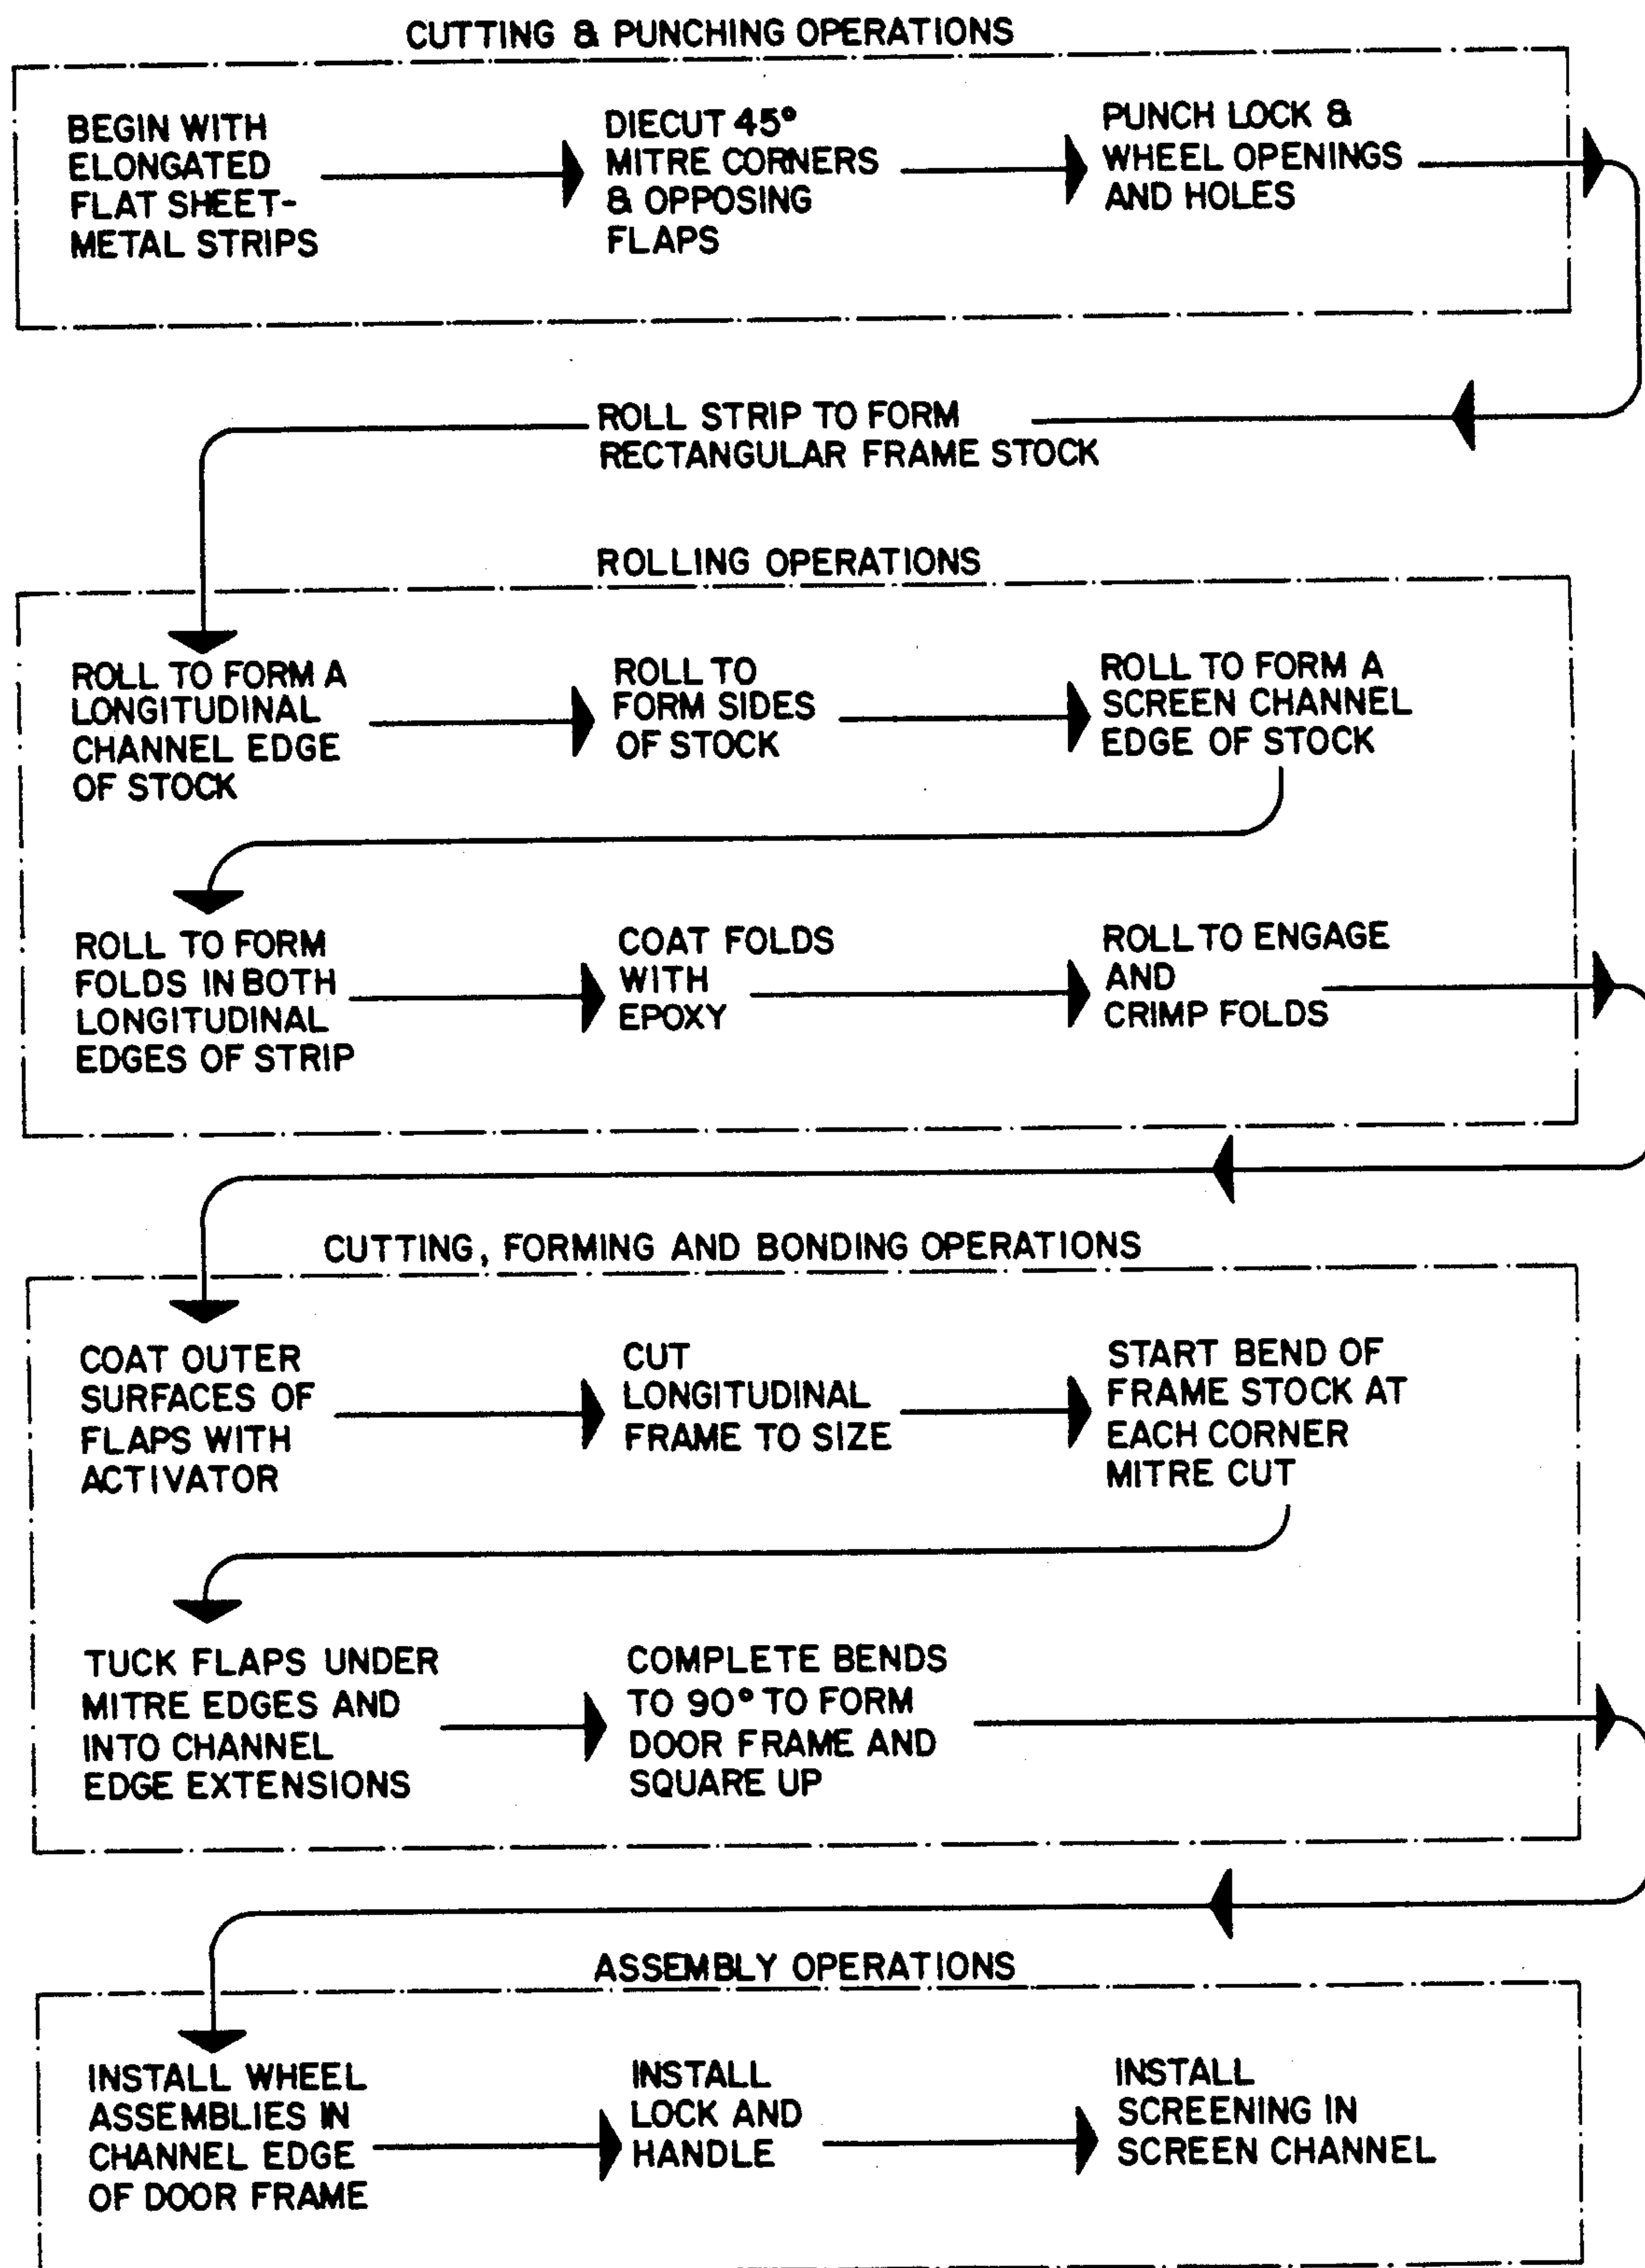 CUTTING & PUNCHING OPERATIONS
BEGIN WITH
ELONGATED
FLAT SHEET-
METAL STRIPS
DIECUT 45°
MITRE CORNERS
& OPPOSING
FLAPS
PUNCH LOCK &
WHEEL OPENINGS
AND HOLES
ROLL STRIP TO FORM
RECTANGULAR FRAME STOCK
ROLLING OPERATIONS
ROLL TO FORM A
LONGITUDINAL
CHANNEL EDGE
OF STOCK
ROLL TO
FORM SIDES
OF STOCK
ROLL TO FORM A
SCREEN CHANNEL
EDGE OF STOCK
ROLL TO FORM
FOLDS IN BOTH
LONGITUDINAL
EDGES OF STRIP
COAT FOLDS
WITH
EPOXY
ROLL TO ENGAGE
AND
CRIMP FOLDS
CUTTING, FORMING AND BONDING OPERATIONS
COAT OUTER
SURFACES OF
FLAPS WITH
ACTIVATOR
CUT
LONGITUDINAL
FRAME TO SIZE
START BEND OF
FRAME STOCK AT
EACH CORNER
MITRE CUT
TUCK FLAPS UNDER
MITRE EDGES AND
INTO CHANNEL
EDGE EXTENSIONS
COMPLETE BENDS
TO 90° TO FORM
DOOR FRAME AND
SQUARE UP
ASSEMBLY OPERATIONS
INSTALL WHEEL
ASSEMBLIES IN
CHANNEL EDGE
OF DOOR FRAME
INSTALL
LOCK AND
HANDLE
INSTALL
SCREENING IN
SCREEN CHANNEL